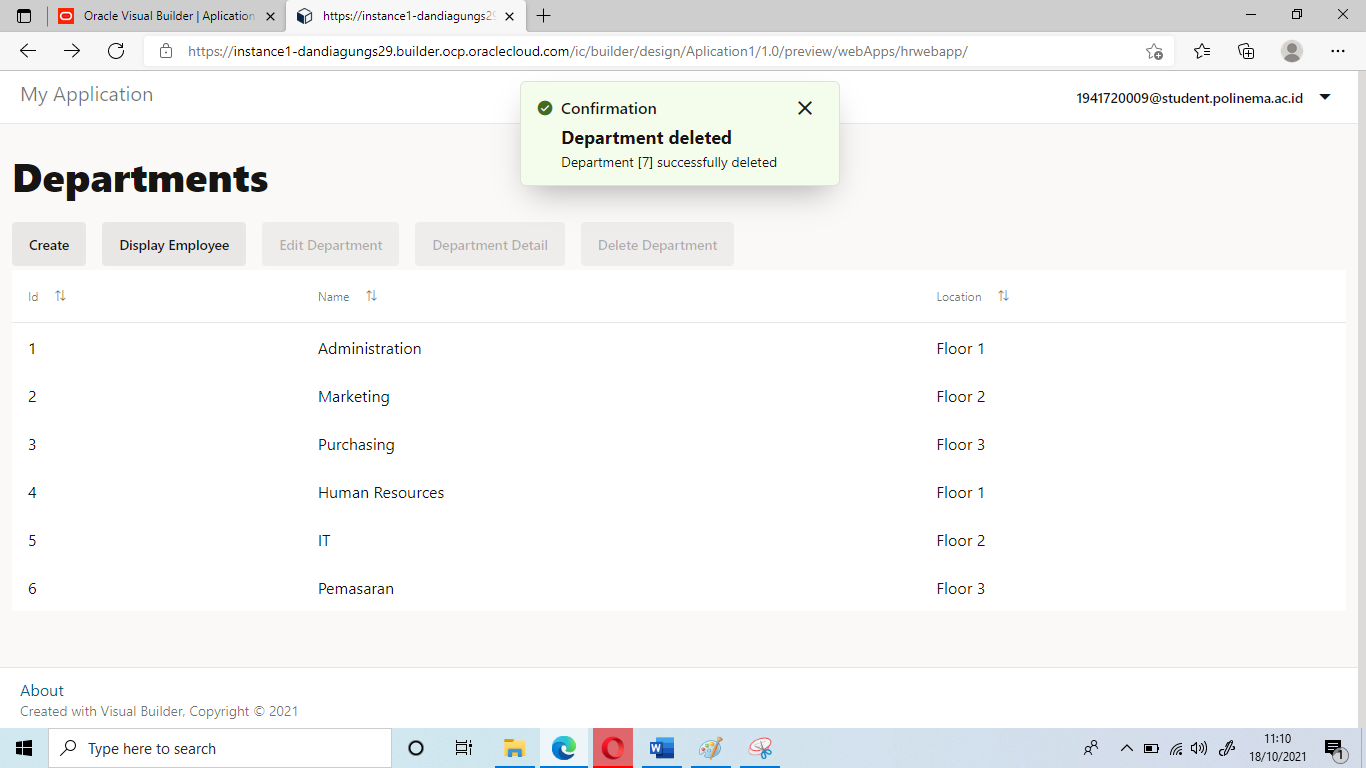 Oracle Visual Builder | Aplication
https://instance1-dandiagungs29
https://instance1-dandiagungs29.builder.ocp.oraclecloud.com/ic/builder/design/Aplication1/1.0/preview/webApps/hrwebapp/
My Application
1941720009@student.polinema.ac.id
Confirmation
Department deleted
Department [7] successfully deleted
Departments
Create Display Employee Edit Department Department Detail Delete Department
Id Name Location
1 Administration Floor 1
2 Marketing Floor 2
3 Purchasing Floor 3
4 Human Resources Floor 1
5 IT Floor 2
6 Pemasaran Floor 3
About
Created with Visual Builder, Copyright © 2021
Type here to search
11:10
18/10/2021
1